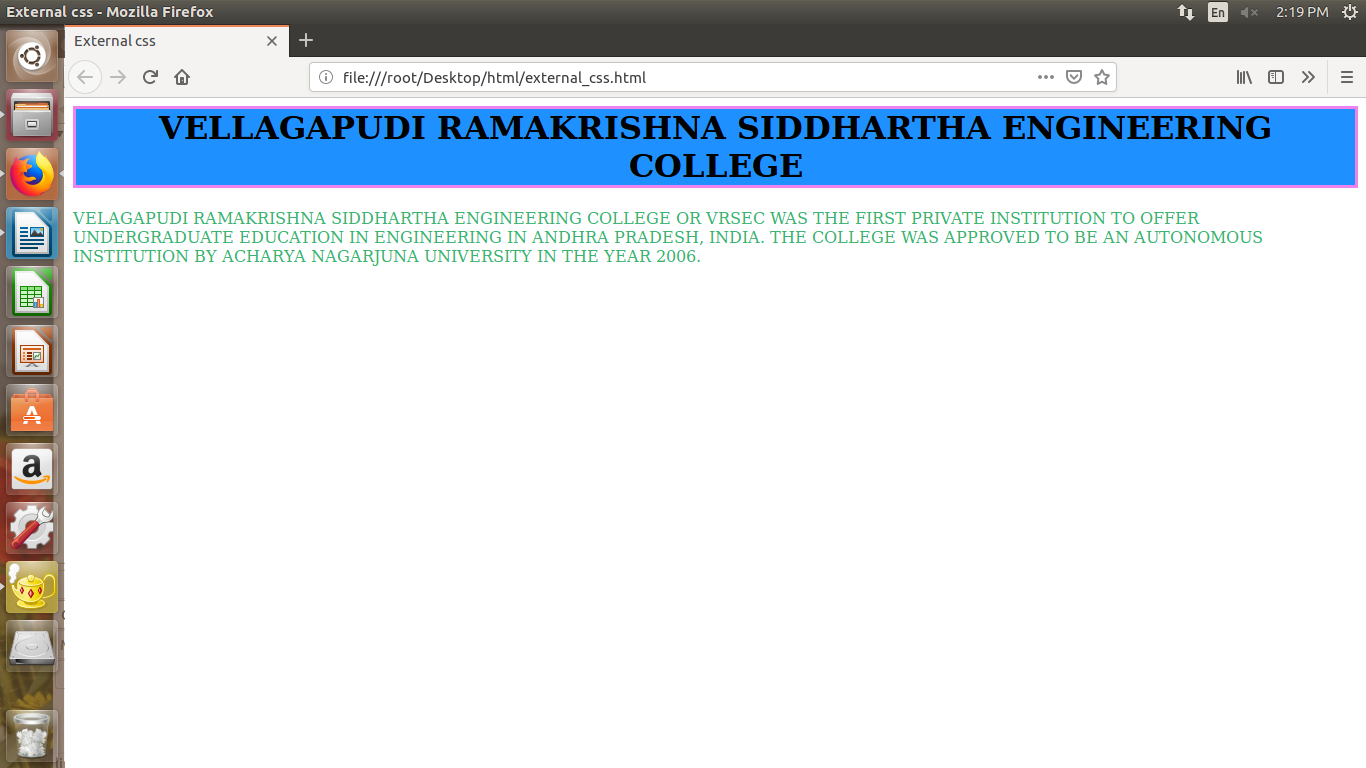 External css - Mozilla Firefox
En
2:19 PM
External css
file:///root/Desktop/html/external_css.html
VELLAGAPUDI RAMAKRISHNA SIDDHARTHA ENGINEERING
COLLEGE
VELAGAPUDI RAMAKRISHNA SIDDHARTHA ENGINEERING COLLEGE OR VRSEC WAS THE FIRST PRIVATE INSTITUTION TO OFFER
UNDERGRADUATE EDUCATION IN ENGINEERING IN ANDHRA PRADESH, INDIA. THE COLLEGE WAS APPROVED TO BE AN AUTONOMOUS
INSTITUTION BY ACHARYA NAGARJUNA UNIVERSITY IN THE YEAR 2006.